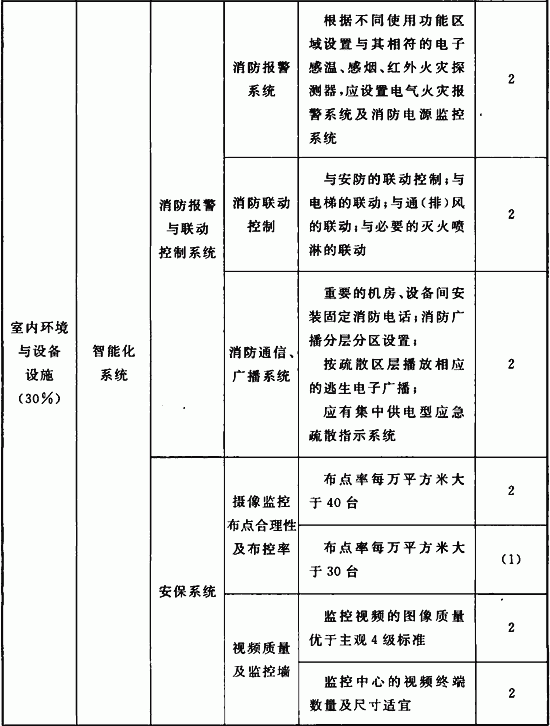 室内环境
与设备
设施
(30%)
智能化
系统
消防报警
与联动
控制系统
消防报警
系统
根据不同使用功能区
域设置与其相符的电子
感温、感烟、红外火灾探
测器,应设置电气火灾报
警系统及消防电源监控
系统
2
消防联动
控制
与安防的联动控制;与
电梯的联动;与通(排)风
的联动;与必要的灭火喷
淋的联动
2
消防通信、
广播系统
重要的机房、设备间安
装固定消防电话;消防广
播分层分区设置;
按疏散区层播放相应
的逃生电子广播;
应有集中供电型应急
疏散指示系统
2
安保系统
摄像监控
布点合理性
及布控率
布点率每万平方米大
于40台
2
布点率每万平方米大
于30台
(1)
视频质量
及监控墙
监控视频的图像质量
优于主观4级标准
2
监控中心的视频终端
数量及尺寸适宜
2